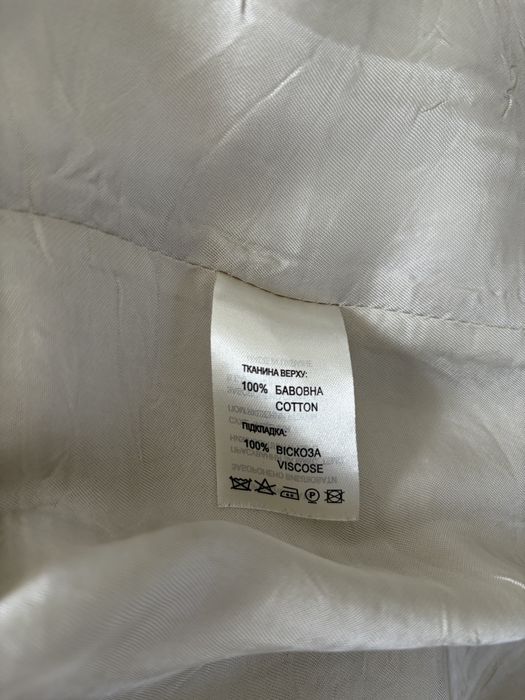 ТКАНИНА ВЕРХУ:
100% БАВОВНА
COTTON
ПІДКЛАДКА:
100% ВІСКОЗА
VISCOSE
P